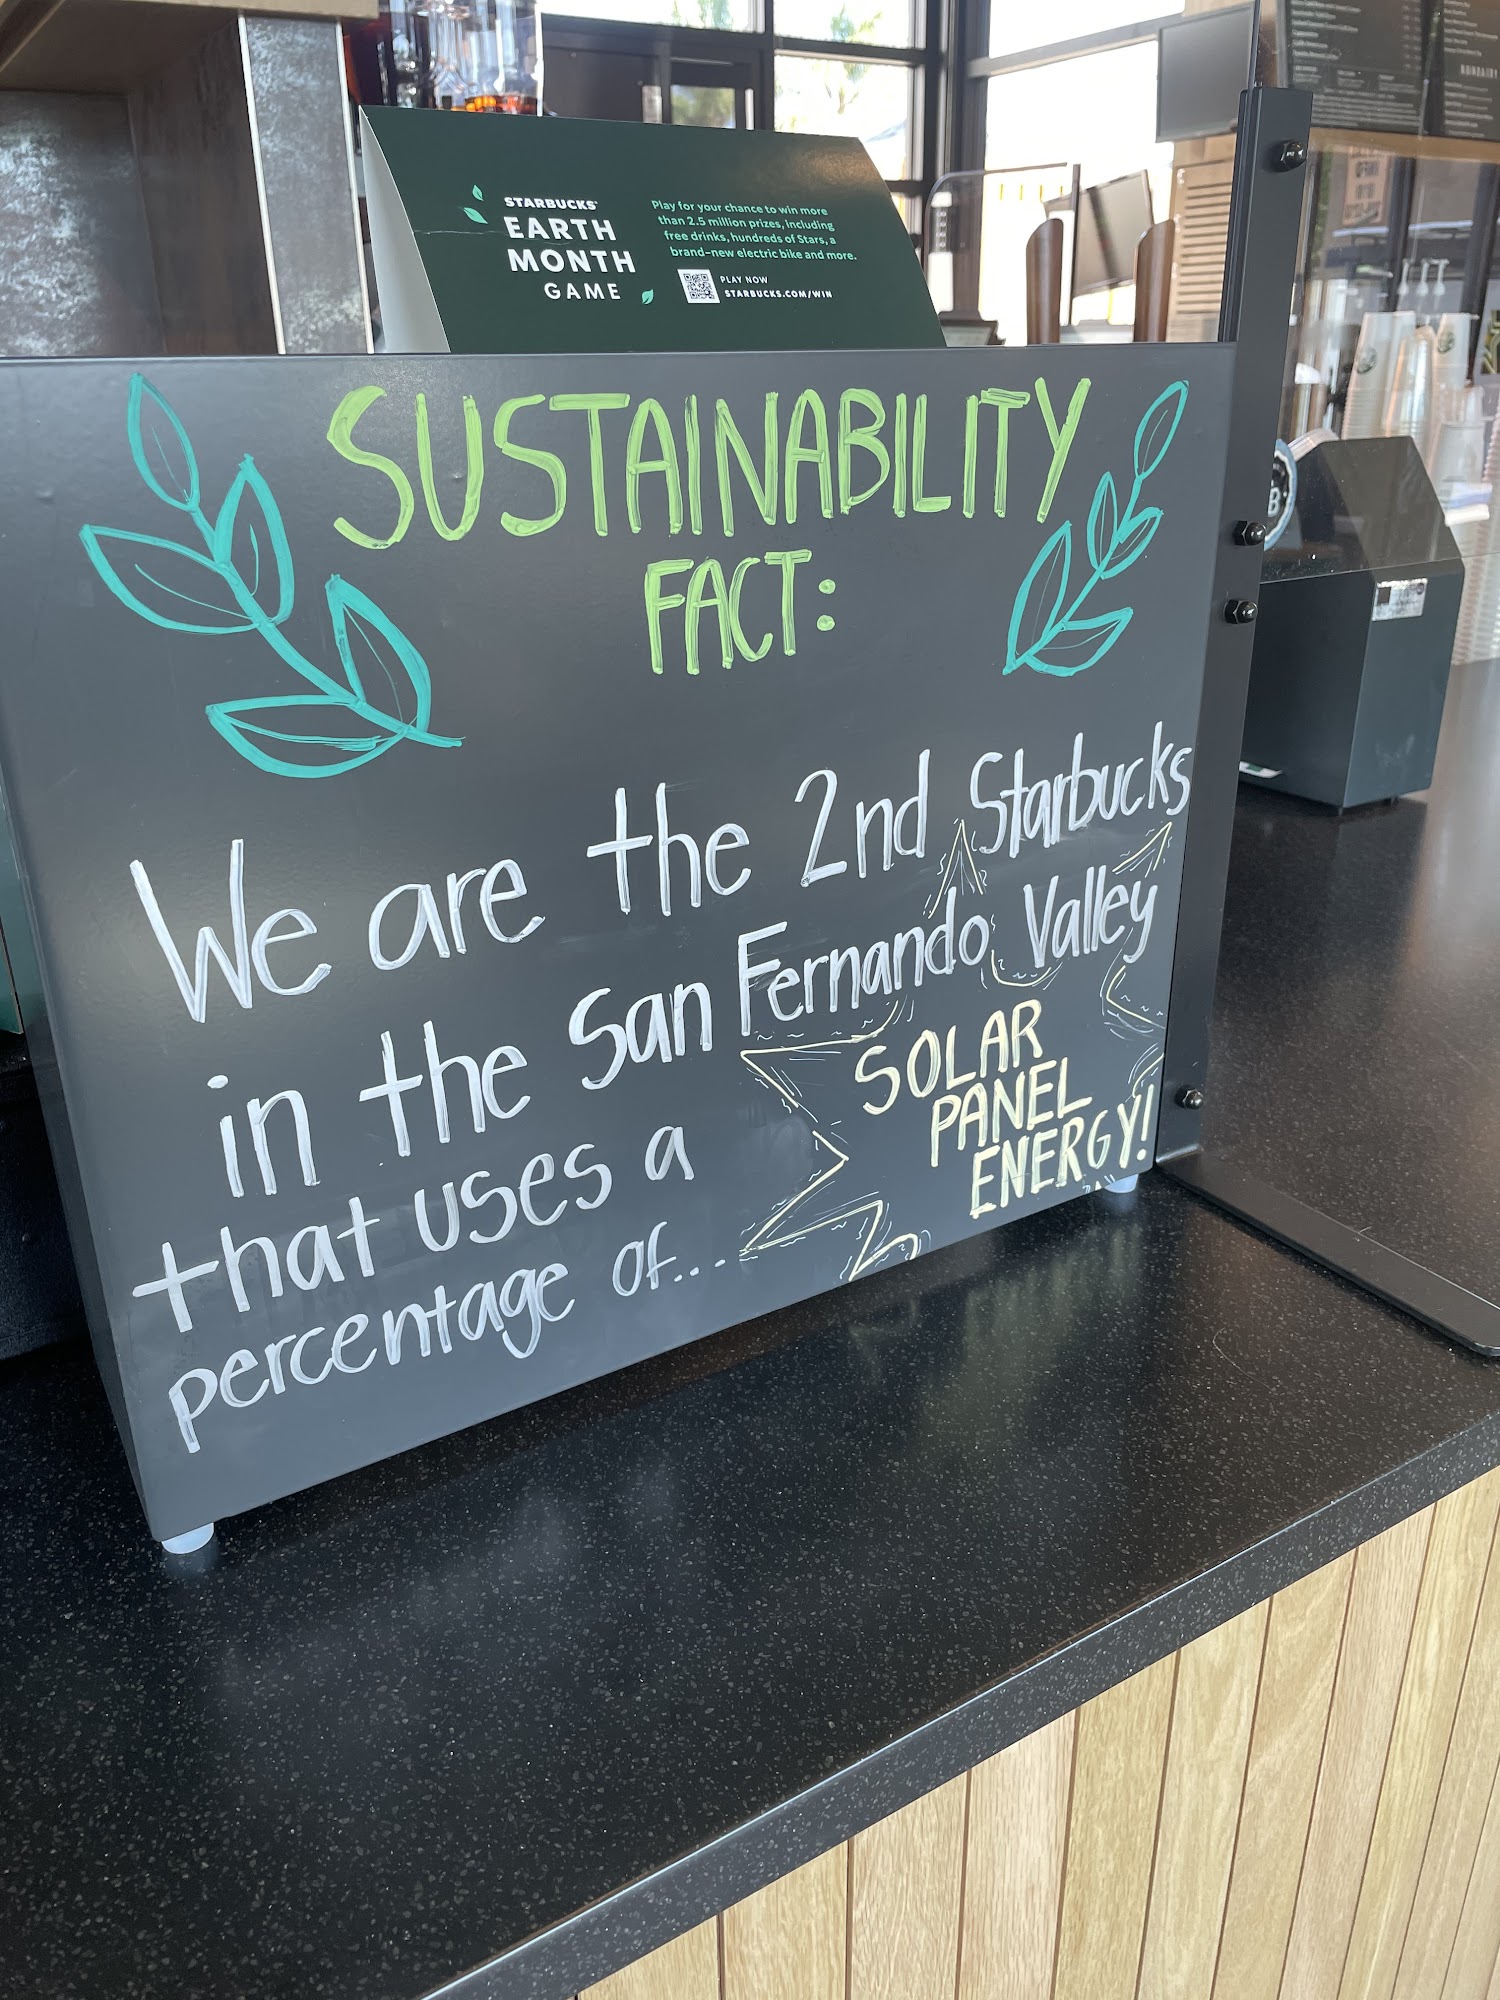 STARBUCKS
EARTH
MONTH
GAME
Play for your chance to win more
than 2.5 million prizes, including
free drinks, hundreds of Stars, a
brand-new electric bike and more.
PLAY NOW
STARBUCKS.COM/WIN
SUSTAINABILITY
FACT:
We are the 2nd Starbucks
in the San Fernando Valley
that uses a
percentage of...
SOLAR
PANEL
ENERGY!